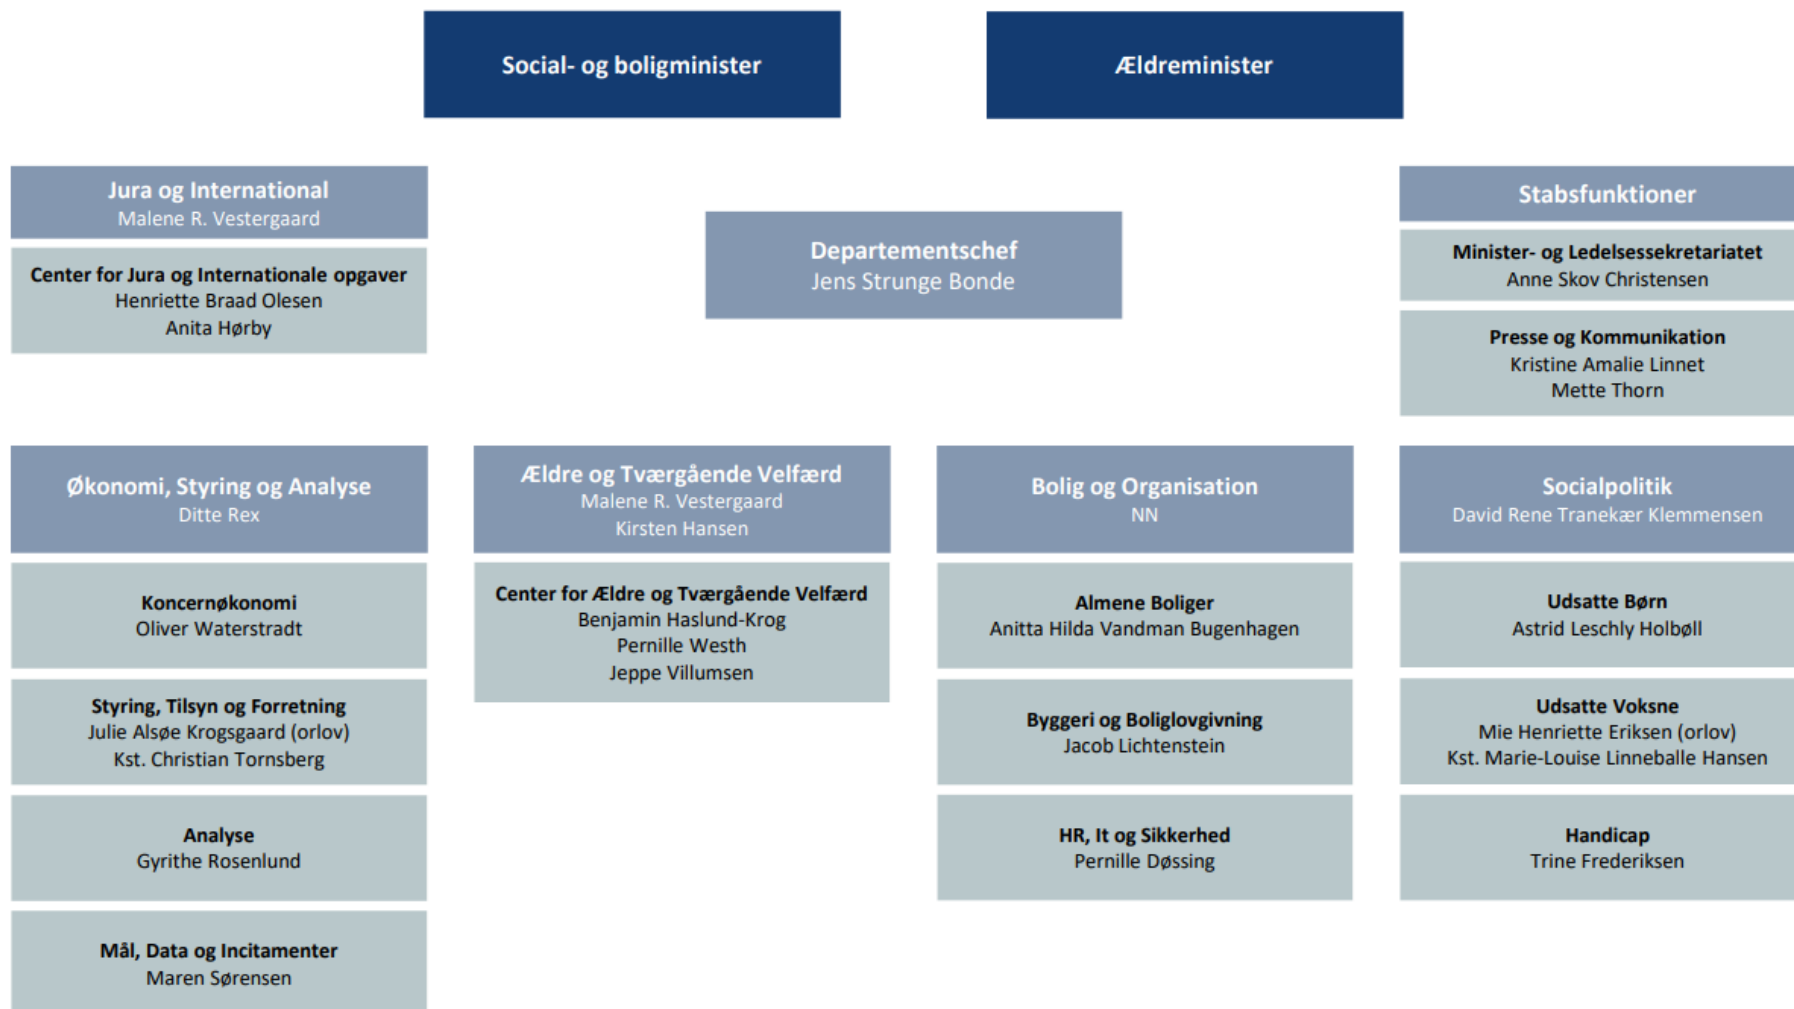 Social- og boligminister
Ældreminister
Jura og International
Malene R. Vestergaard
Center for Jura og Internationale opgaver
Henriette Braad Olesen
Anita Hørby
Departementschef
Jens Strunge Bonde
Stabsfunktioner
Minister- og Ledelsessekretariatet
Anne Skov Christensen
Presse og Kommunikation
Kristine Amalie Linnet
Mette Thorn
Økonomi, Styring og Analyse
Ditte Rex
Koncernøkonomi
Oliver Waterstradt
Styring, Tilsyn og Forretning
Julie Alsøe Krogsgaard (orlov)
Kst. Christian Tornsberg
Analyse
Gyrithe Rosenlund
Mål, Data og Incitamenter
Maren Sørensen
Ældre og Tværgående Velfærd
Malene R. Vestergaard
Kirsten Hansen
Center for Ældre og Tværgående Velfærd
Benjamin Haslund-Krog
Pernille Westh
Jeppe Villumsen
Bolig og Organisation
NN
Almene Boliger
Anitta Hilda Vandman Bugenhagen
Byggeri og Boliglovgivning
Jacob Lichtenstein
HR, It og Sikkerhed
Pernille Døssing
Socialpolitik
David Rene Tranekær Klemmensen
Udsatte Børn
Astrid Leschly Holbøll
Udsatte Voksne
Mie Henriette Eriksen (orlov)
Kst. Marie-Louise Linneballe Hansen
Handicap
Trine Frederiksen